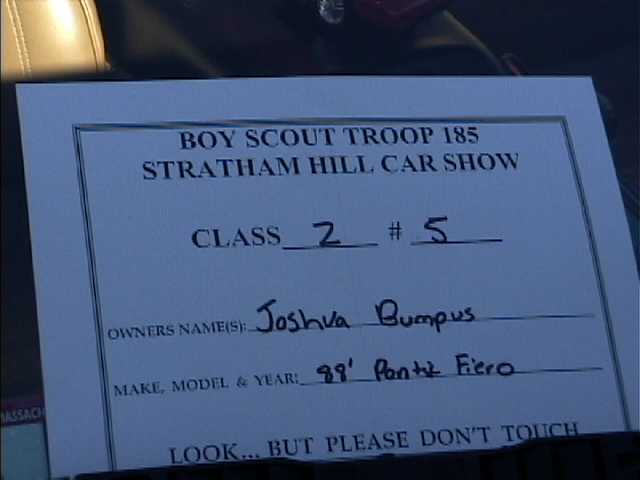 BOY SCOUT TROOP 185
STRATHAM HILL CAR SHOW
CLASS 2 # 5
OWNERS NAME(S): Joshua Bumpus
MAKE, MODEL & YEAR: 88' Fiero
LOOK... BUT PLEASE DON'T TOUCH